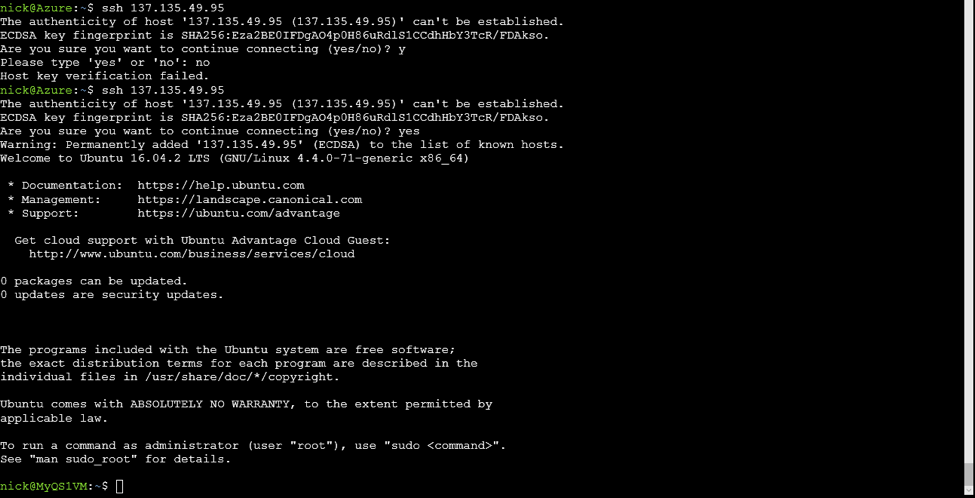 nick@Azure:~$ ssh 137.135.49.95
The authenticity of host '137.135.49.95 (137.135.49.95)' can't be established.
ECDSA key fingerprint is SHA256:Eza2BE0IFDgAO4p0H86uRdlS1CCdhHbY3TcR/FDAkso.
Are you sure you want to continue connecting (yes/no)? y
Please type 'yes' or 'no': no
Host key verification failed.
nick@Azure:~$ ssh 137.135.49.95
The authenticity of host '137.135.49.95 (137.135.49.95)' can't be established.
ECDSA key fingerprint is SHA256:Eza2BE0IFDgAO4p0H86uRdlS1CCdhHbY3TcR/FDAkso.
Are you sure you want to continue connecting (yes/no)? yes
Warning: Permanently added '137.135.49.95' (ECDSA) to the list of known hosts.
Welcome to Ubuntu 16.04.2 LTS (GNU/Linux 4.4.0-71-generic x86_64)
* Documentation:  https://help.ubuntu.com
* Management:     https://landscape.canonical.com
* Support:        https://ubuntu.com/advantage
Get cloud support with Ubuntu Advantage Cloud Guest:
http://www.ubuntu.com/business/services/cloud
0 packages can be updated.
0 updates are security updates.
The programs included with the Ubuntu system are free software;
the exact distribution terms for each program are described in the
individual files in /usr/share/doc/*/copyright.
Ubuntu comes with ABSOLUTELY NO WARRANTY, to the extent permitted by
applicable law.
To run a command as administrator (user "root"), use "sudo <command>".
See "man sudo_root" for details.
nick@MyQS1VM:~$